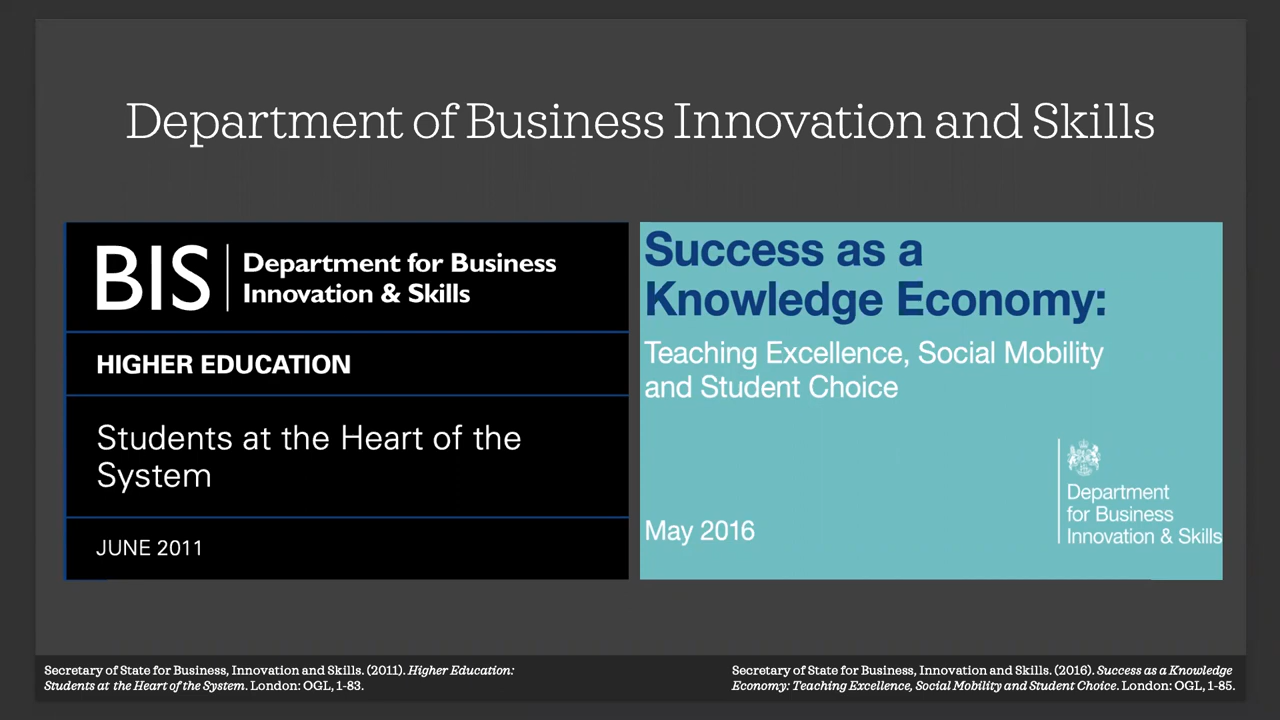 Department of Business Innovation and Skills
BIS
Department for Business
Innovation & Skills
HIGHER EDUCATION
Students at the Heart of the
System
JUNE 2011
Success as a
Knowledge Economy:
Teaching Excellence, Social Mobility
and Student Choice
May 2016
Department
for Business
Innovation & Skills
Secretary of State for Business, Innovation and Skills. (2011). Higher Education:
Students at the Heart of the System. London: OGL, 1-83.
Secretary of State for Business, Innovation and Skills. (2016). Success as a Knowledge
Economy: Teaching Excellence, Social Mobility and Student Choice. London: OGL, 1-85.